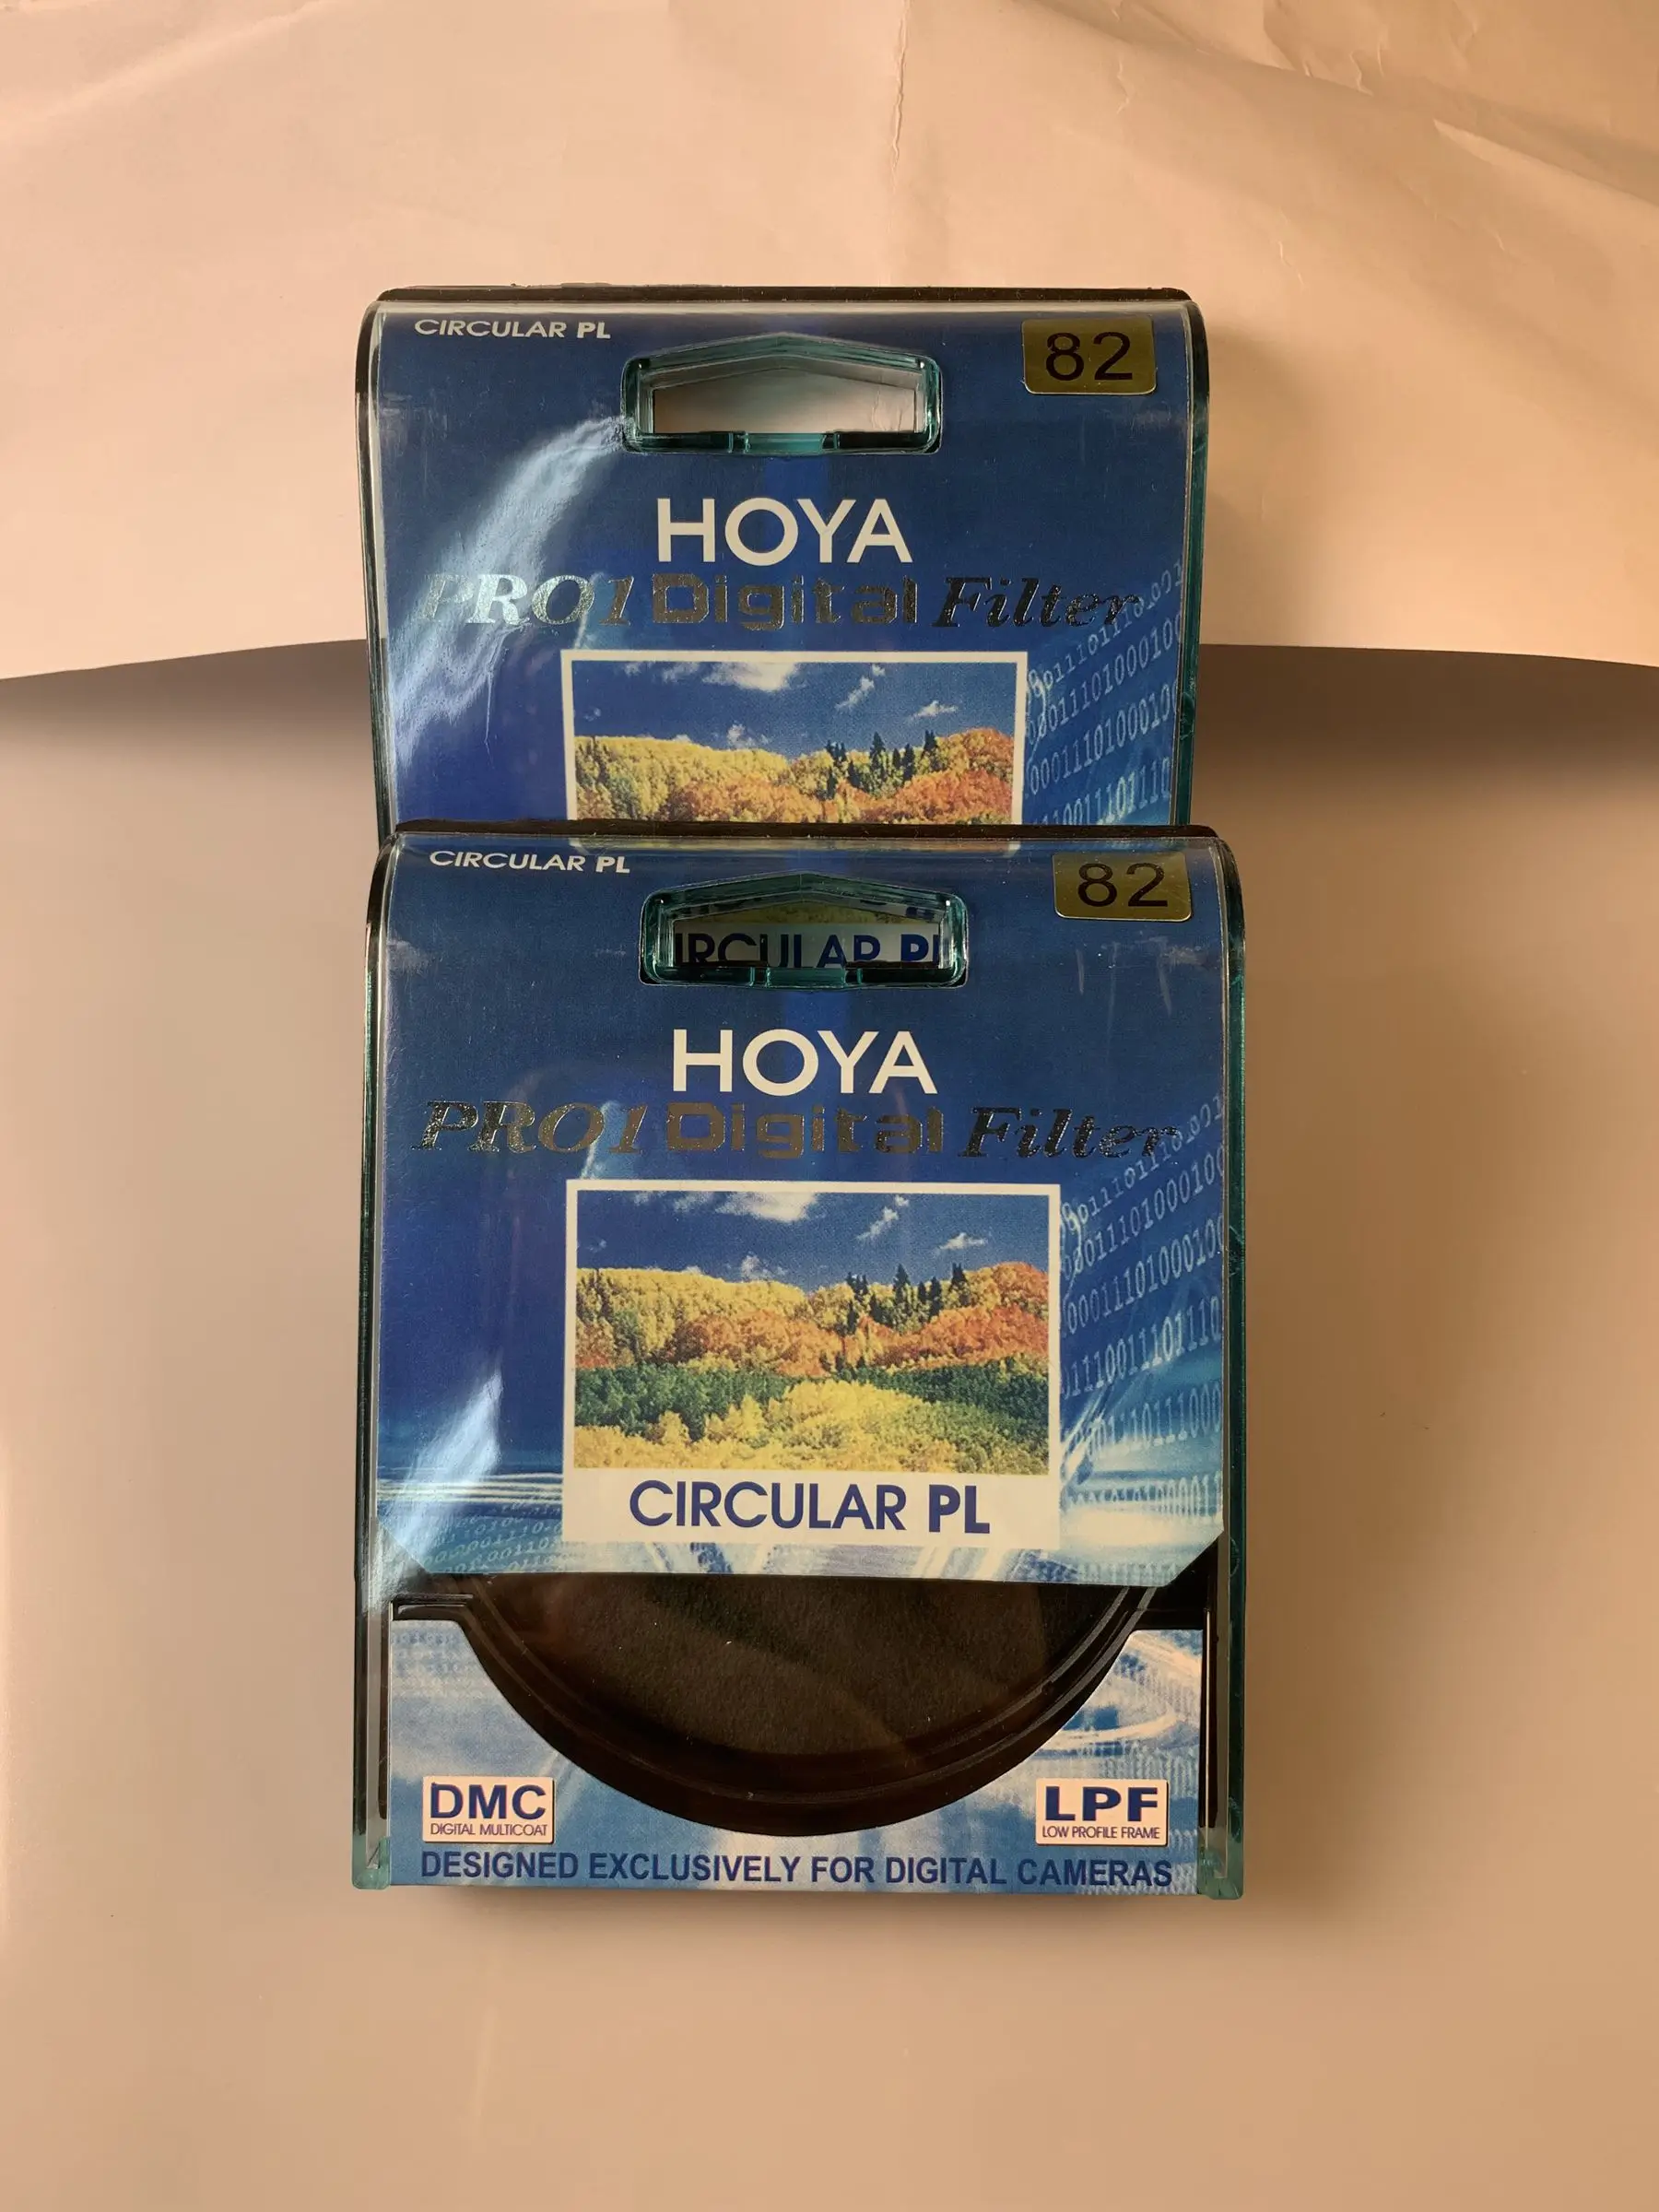 CIRCULAR PL
82
HOYA
PRO1 Digital Filter
CIRCULAR PL
82
IRCULAR PL
HOYA
PRO1 Digital Filter
CIRCULAR PL
DMC
DIGITAL MULTICOAT
LPF
LOW PROFILE FRAME
DESIGNED EXCLUSIVELY FOR DIGITAL CAMERAS